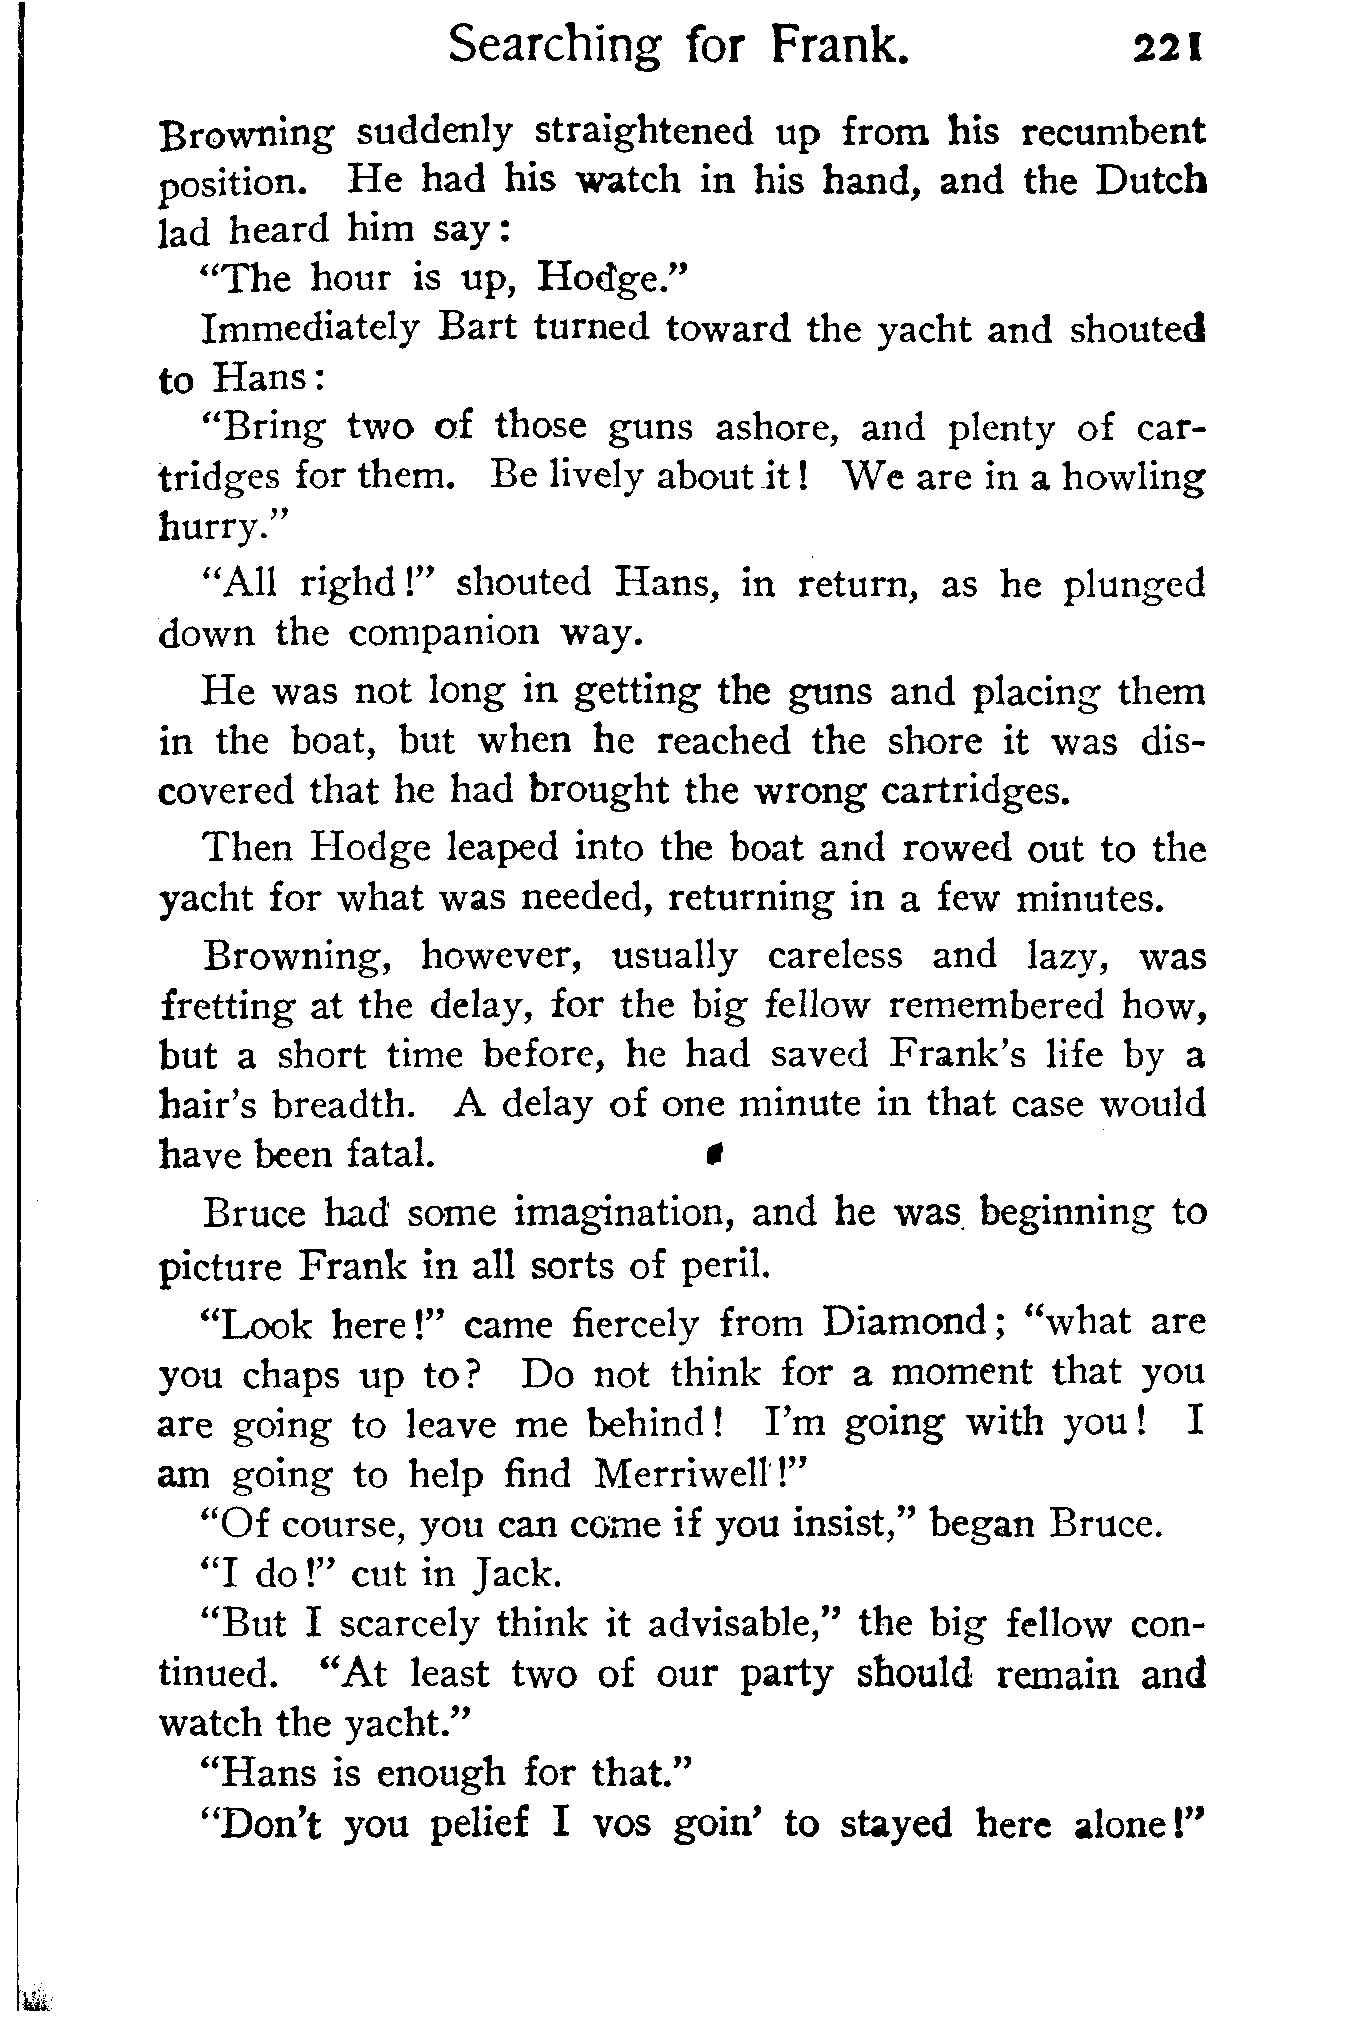 Searching for Frank. 221
Browning suddenly straightened up from his recumbent
position. He had his watch in his hand, and the Dutch
lad heard him say:
"The hour is up, Hodge."
Immediately Bart turned toward the yacht and shouted
to Hans:
"Bring two of those guns ashore, and plenty of car-
tridges for them. Be lively about it! We are in a howling
hurry."
"All righd!" shouted Hans, in return, as he plunged
down the companion way.
He was not long in getting the guns and placing them
in the boat, but when he reached the shore it was dis-
covered that he had brought the wrong cartridges.
Then Hodge leaped into the boat and rowed out to the
yacht for what was needed, returning in a few minutes.
Browning, however, usually careless and lazy, was
fretting at the delay, for the big fellow remembered how,
but a short time before, he had saved Frank's life by a
hair's breadth. A delay of one minute in that case would
have been fatal.
Bruce had some imagination, and he was beginning to
picture Frank in all sorts of peril.
"Look here!" came fiercely from Diamond; "what are
you chaps up to? Do not think for a moment that you
are going to leave me behind! I'm going with you! I
am going to help find Merriwell!"
"Of course, you can come if you insist," began Bruce.
"I do!" cut in Jack.
"But I scarcely think it advisable," the big fellow con-
tinued. "At least two of our party should remain and
watch the yacht."
"Hans is enough for that."
"Don't you pelief I vos goin' to stayed here alone!"